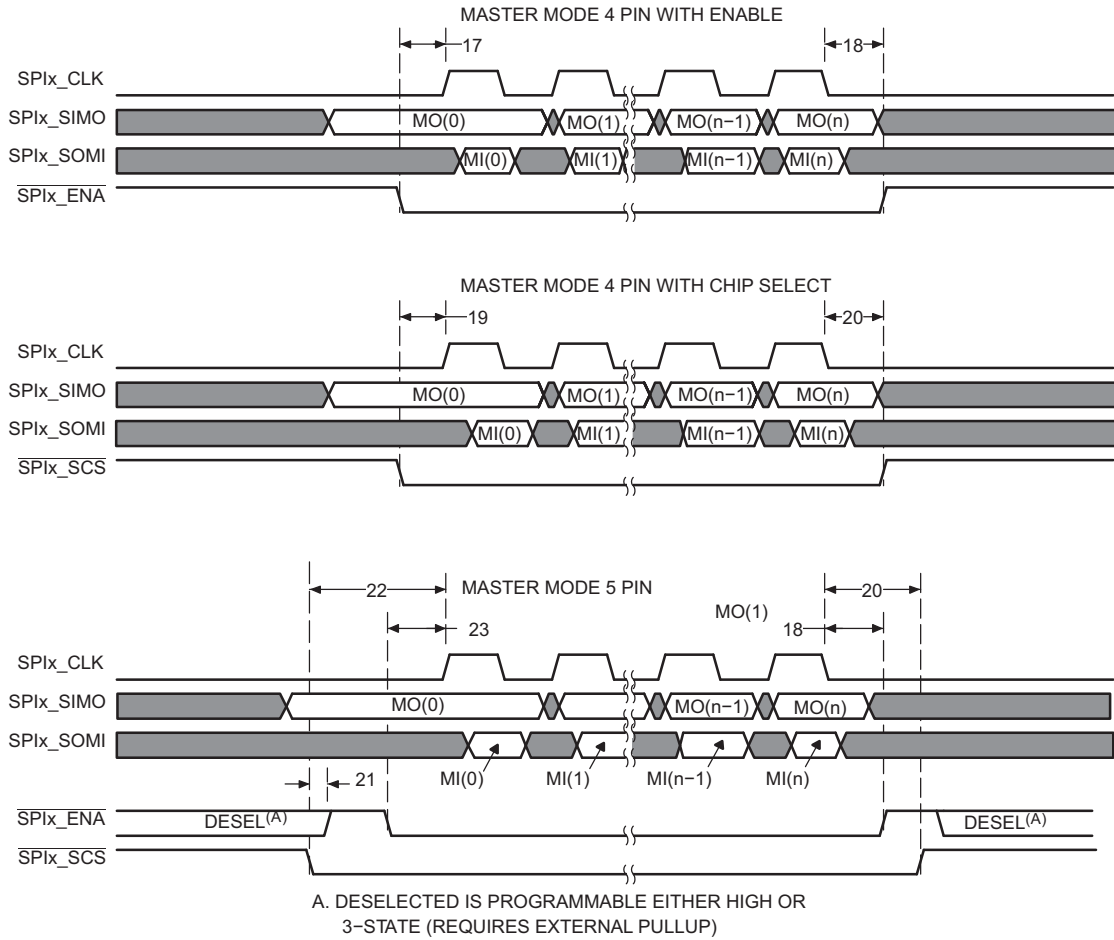 MASTER MODE 4 PIN WITH ENABLE
17
18
SPIx_CLK
SPIx_SIMO
MO(0)
MO(1)
MO(n−1)
MO(n)
SPIx_SOMI
MI(0)
MI(1)
MI(n−1)
MI(n)
SPIx_ENA
MASTER MODE 4 PIN WITH CHIP SELECT
19
20
SPIx_CLK
SPIx_SIMO
MO(0)
MO(1)
MO(n−1)
MO(n)
SPIx_SOMI
MI(0)
MI(1)
MI(n−1)
MI(n)
SPIx_SCS
22
MASTER MODE 5 PIN
20
MO(1)
23
18
SPIx_CLK
SPIx_SIMO
MO(0)
MO(n−1)
MO(n)
SPIx_SOMI
MI(0)
MI(1)
MI(n−1)
MI(n)
21
SPIx_ENA
DESEL(A)
DESEL(A)
SPIx_SCS
A. DESELECTED IS PROGRAMMABLE EITHER HIGH OR
3−STATE (REQUIRES EXTERNAL PULLUP)